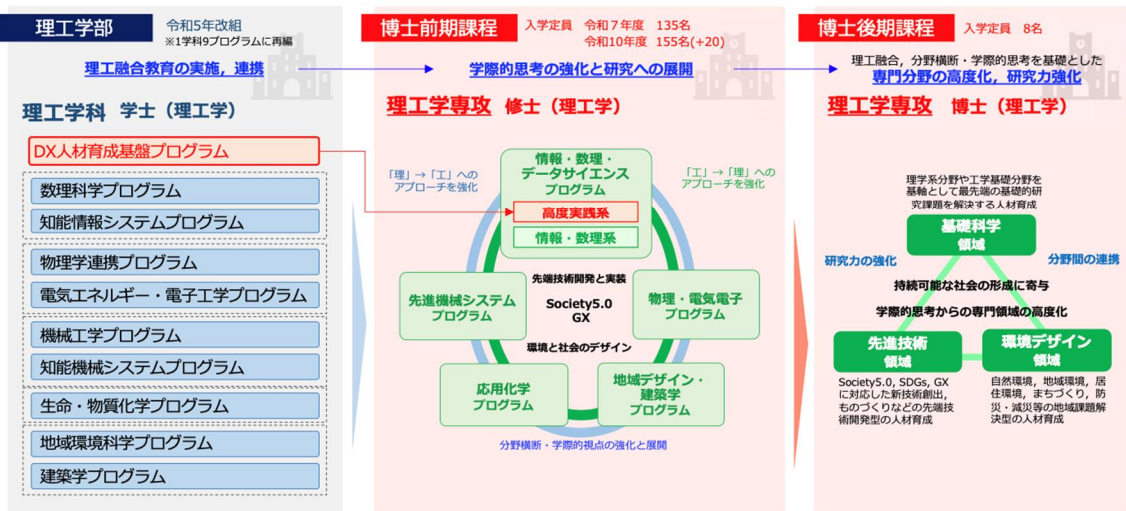 理工学部
令和5年改組
※1学科9プログラムに再編
理工融合教育の実施，連携
理工学科 学士（理工学）
DX人材育成基盤プログラム
数理科学プログラム
知能情報システムプログラム
物理学連携プログラム
電気エネルギー・電子工学プログラム
機械工学プログラム
知能機械システムプログラム
生命・物質化学プログラム
地域環境科学プログラム
建築学プログラム
博士前期課程
入学定員 令和７年度 135名
令和10年度 155名(+20)
学際的思考の強化と研究への展開
理工学専攻 修士（理工学）
「理」→「工」への
アプローチを強化
情報・数理・
データサイエンス
プログラム
高度実践系
情報・数理系
「工」→「理」への
アプローチを強化
先進機械システム
プログラム
先端技術開発と実装
Society5.0
GX
環境と社会のデザイン
物理・電気電子
プログラム
応用化学
プログラム
地域デザイン・
建築学
プログラム
分野横断・学際的視点の強化と展開
博士後期課程
入学定員 8名
理工融合，分野横断・学際的思考を基礎とした
専門分野の高度化，研究力強化
理工学専攻 博士（理工学）
理学系分野や工学基礎分野を
基軸として最先端の基礎的研
究課題を解決する人材育成
基礎科学
領域
研究力の強化
分野間の連携
持続可能な社会の形成に寄与
学際的思考からの専門領域の高度化
先進技術
領域
環境デザイン
領域
Society5.0, SDGs, GX
に対応した新技術創出，
ものづくりなどの先端技
術開発型の人材育成
自然環境，地域環境，居
住環境，まちづくり，防
災・減災等の地域課題解
決型の人材育成